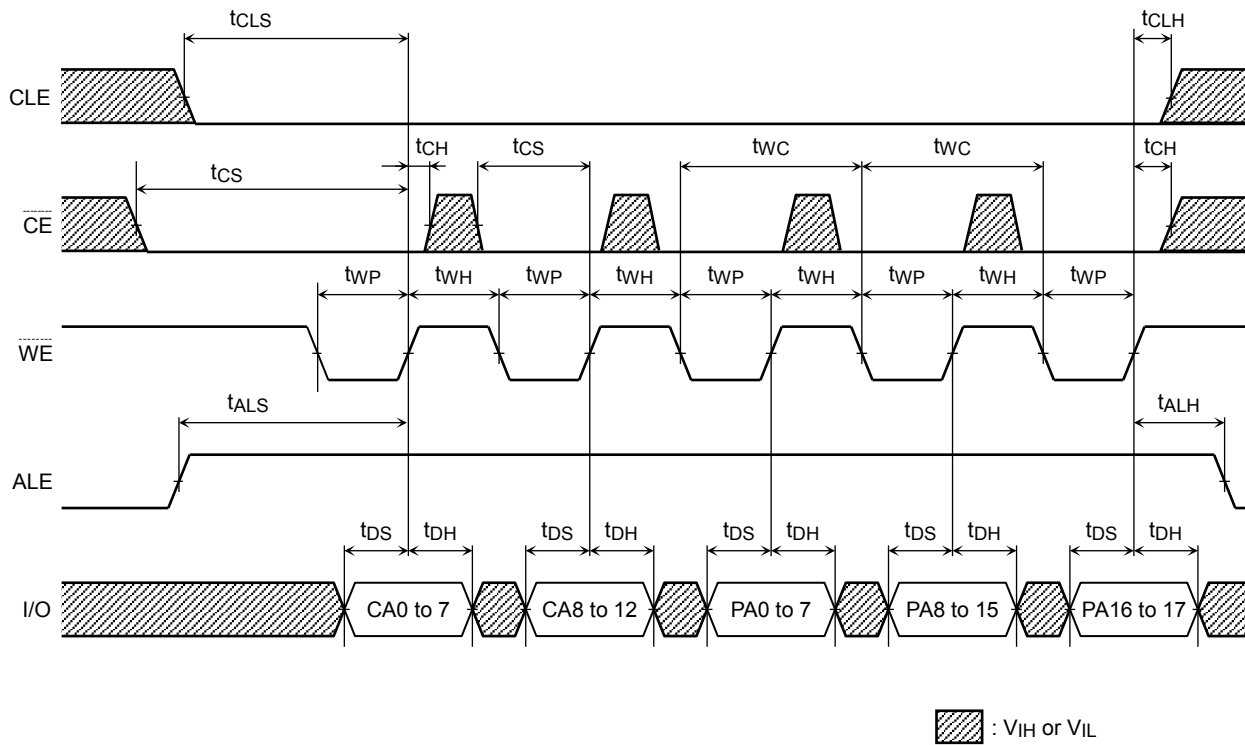 tCLS
tCLH
CLE
tCH
tCS
tWC
tWC
tCH
tCS
CE
tWP
tWH
tWP
tWH
tWP
tWH
tWP
tWH
tWP
WE
tALS
tALH
ALE
tDS
tDH
tDS
tDH
tDS
tDH
tDS
tDH
tDS
tDH
I/O
CA0 to 7
CA8 to 12
PA0 to 7
PA8 to 15
PA16 to 17
: VIH or VIL